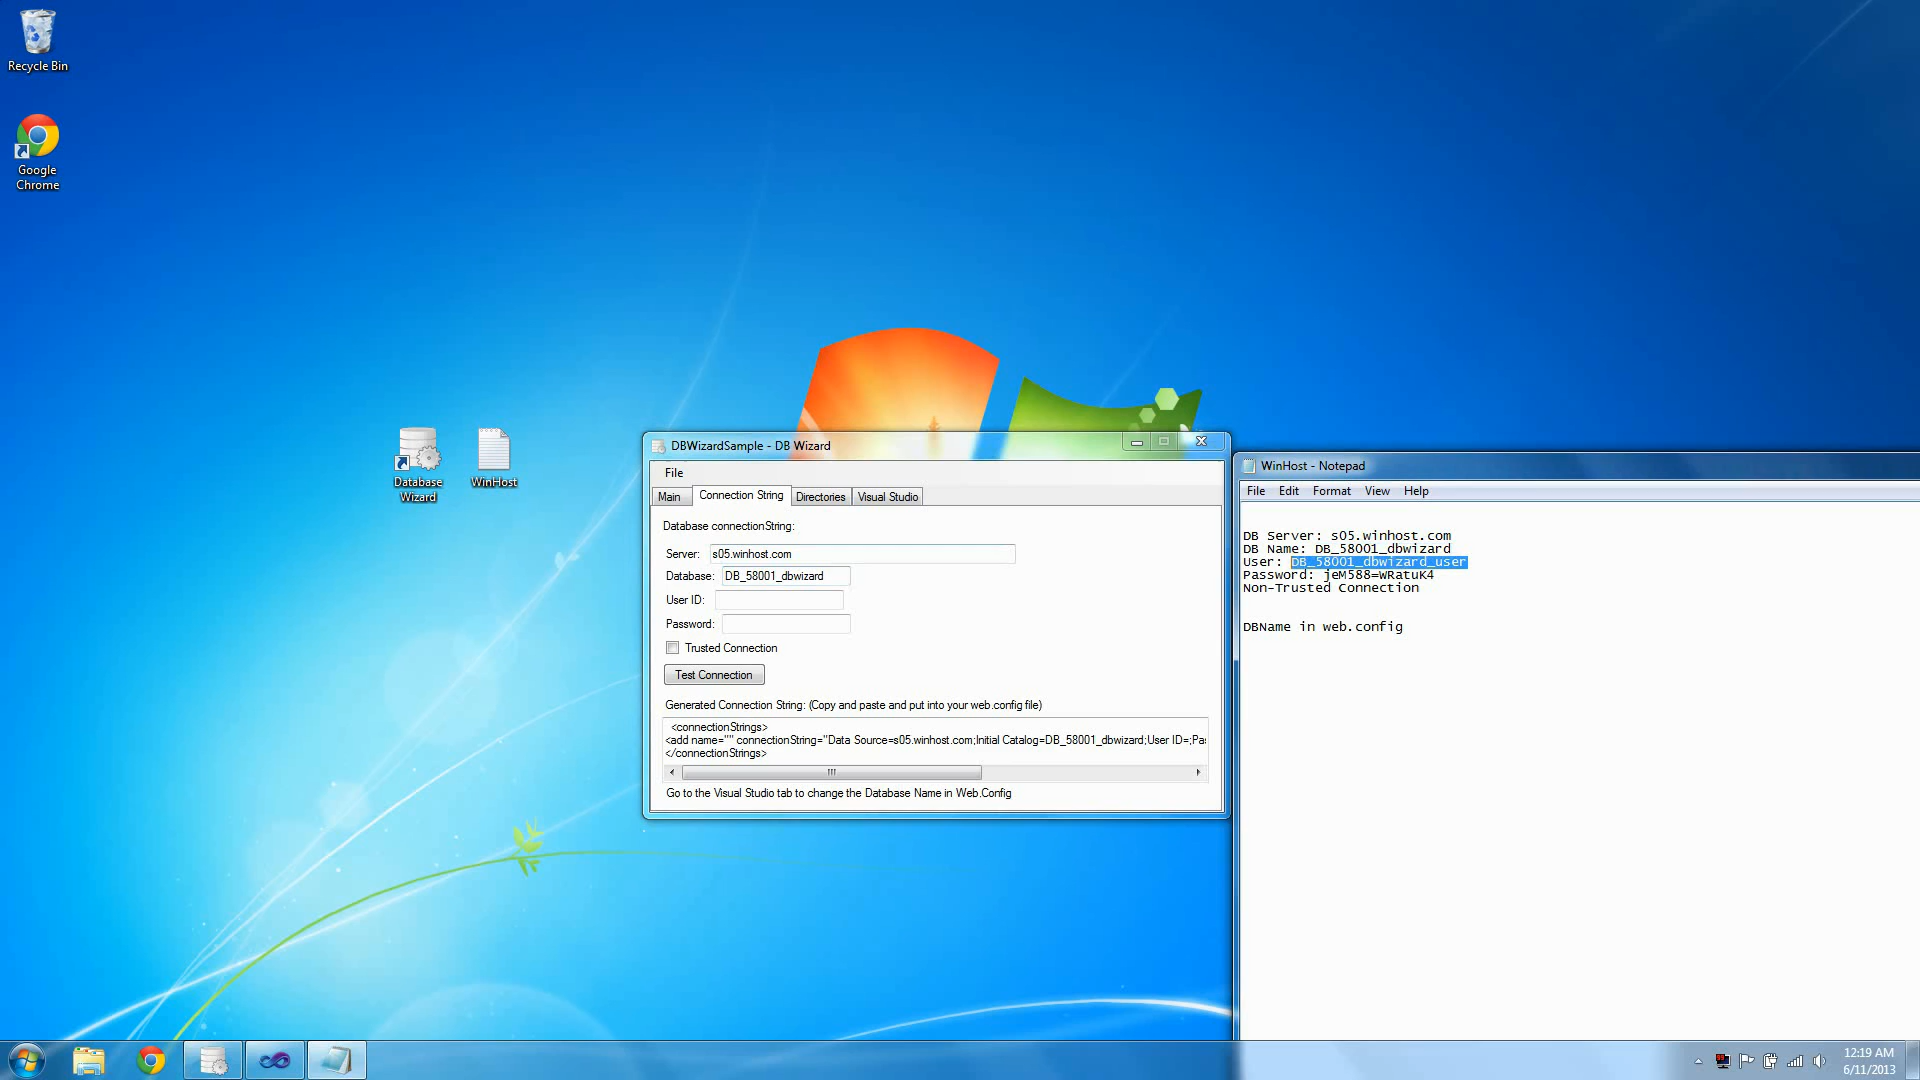 Recycle Bin
Google
Chrome
Database
Wizard
WinHost
DBWizardSample - DB Wizard
File
Main
Connection String
Directories
Visual Studio
Database connectionString:
Server: s05.winhost.com
Database: DB_58001_dbwizard
User ID:
Password:
Trusted Connection
Test Connection
Generated Connection String: (Copy and paste and put into your web.config file)
<connectionStrings>
<add name="" connectionString="Data Source=s05.winhost.com;Initial Catalog=DB_58001_dbwizard;User ID=;Pas
</connectionStrings>
Go to the Visual Studio tab to change the Database Name in Web.Config
WinHost - Notepad
File Edit Format View Help
DB Server: s05.winhost.com
DB Name: DB_58001_dbwizard
User: DB_58001_dbwizard_user
Password: jeM588=WRatuK4
Non-Trusted Connection
DBName in web.config
12:19 AM
6/11/2013